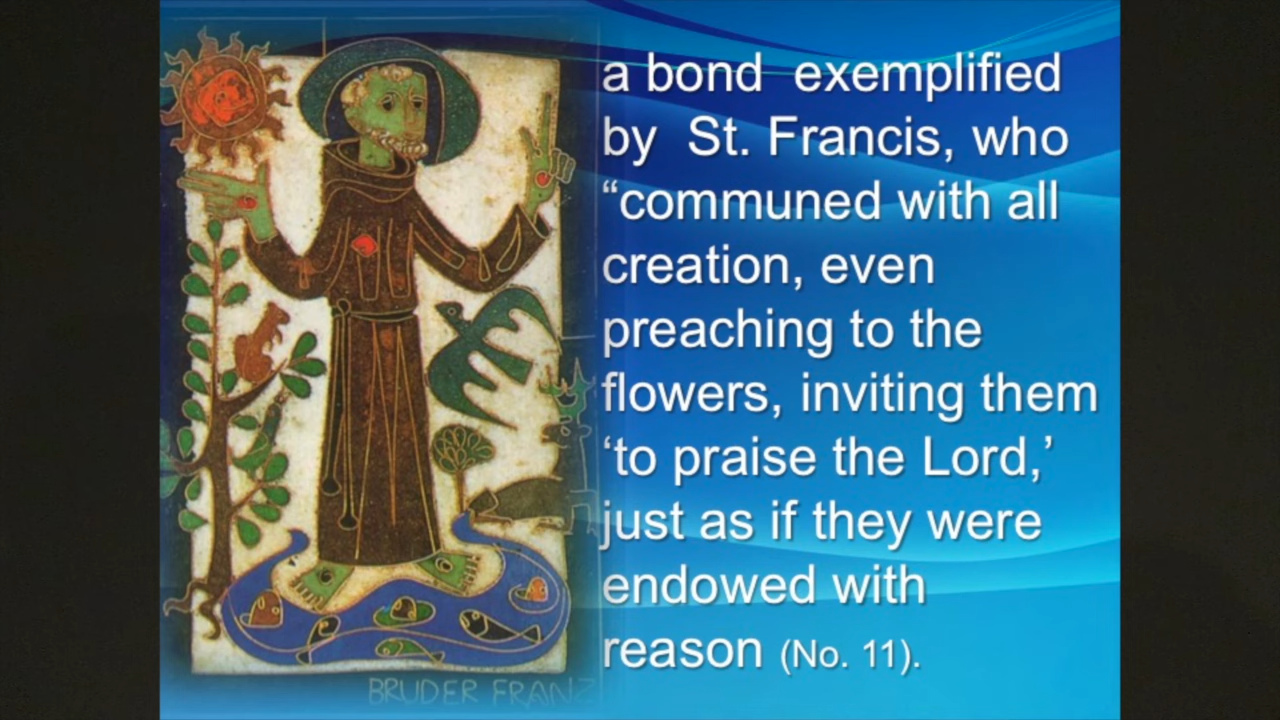 a bond exemplified
by St. Francis, who
“communed with all
creation, even
preaching to the
flowers, inviting them
‘to praise the Lord,’
just as if they were
endowed with
reason (No. 11).
BRUDER FRANZ